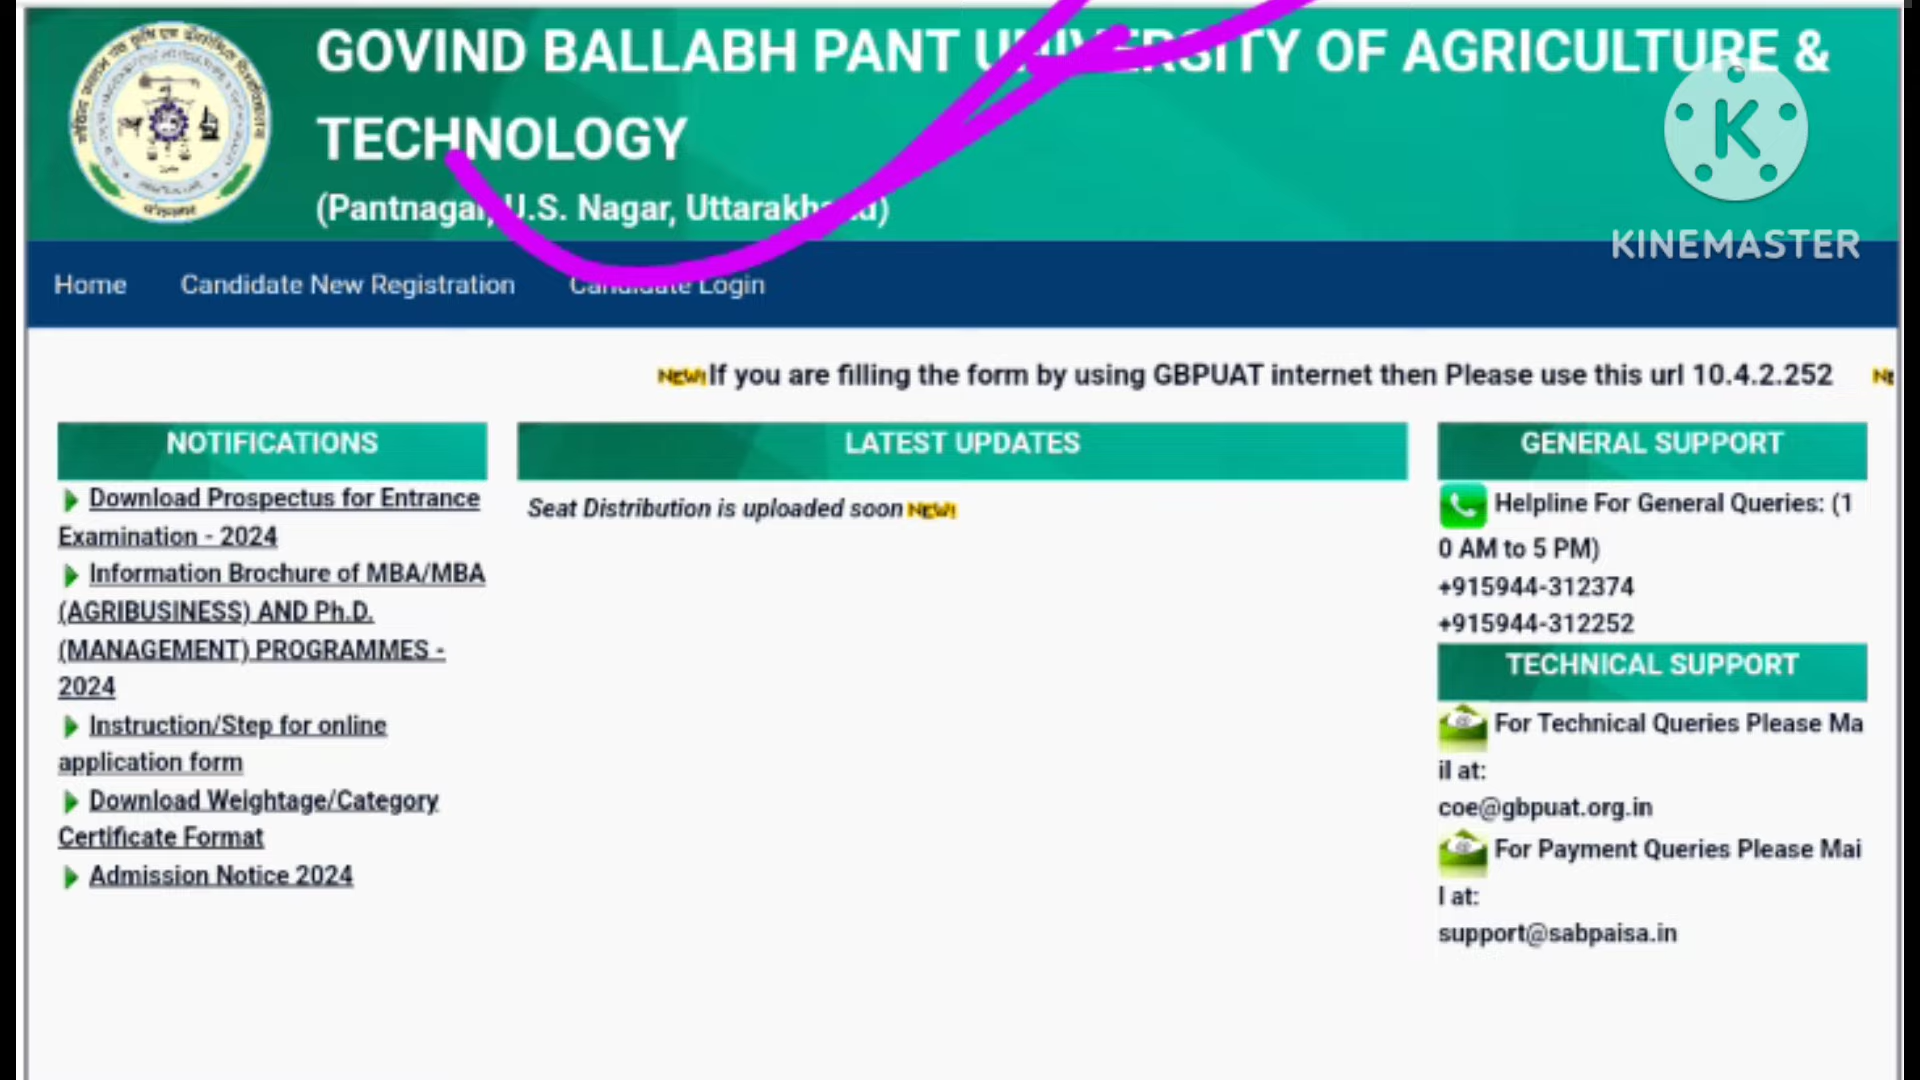 GOVIND BALLABH PANT UNIVERSITY OF AGRICULTURE &
TECHNOLOGY
(Pantnagar, U.S. Nagar, Uttarakhand)
KINEMASTER
Home
Candidate New Registration
Candidate Login
NEW! If you are filling the form by using GBPUAT internet then Please use this url 10.4.2.252
NOTIFICATIONS
Download Prospectus for Entrance
Examination - 2024
Information Brochure of MBA/MBA
(AGRIBUSINESS) AND Ph.D.
(MANAGEMENT) PROGRAMMES -
2024
Instruction/Step for online
application form
Download Weightage/Category
Certificate Format
Admission Notice 2024
LATEST UPDATES
Seat Distribution is uploaded soon NEW!
GENERAL SUPPORT
Helpline For General Queries: (1
0 AM to 5 PM)
+915944-312374
+915944-312252
TECHNICAL SUPPORT
For Technical Queries Please Ma
il at:
coe@gbpuat.org.in
For Payment Queries Please Mai
l at:
support@sabpaisa.in